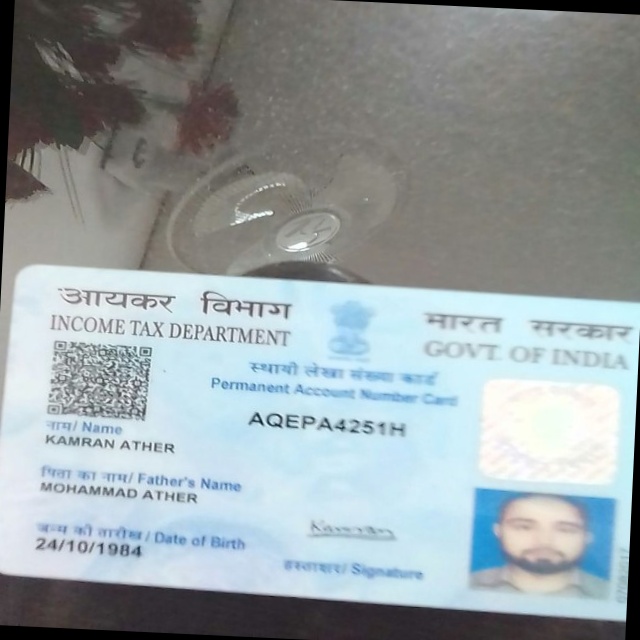 आयकर विभाग
INCOME TAX DEPARTMENT
भारत सरकार
GOVT. OF INDIA
स्थायी लेखा संख्या कार्ड
Permanent Account Number Card
AQEPA4251H
नाम/ Name
KAMRAN ATHER
पिता का नाम/ Father's Name
MOHAMMAD ATHER
जन्म की तारीख / Date of Birth
24/10/1984
Kamran
हस्ताक्षर/ Signature